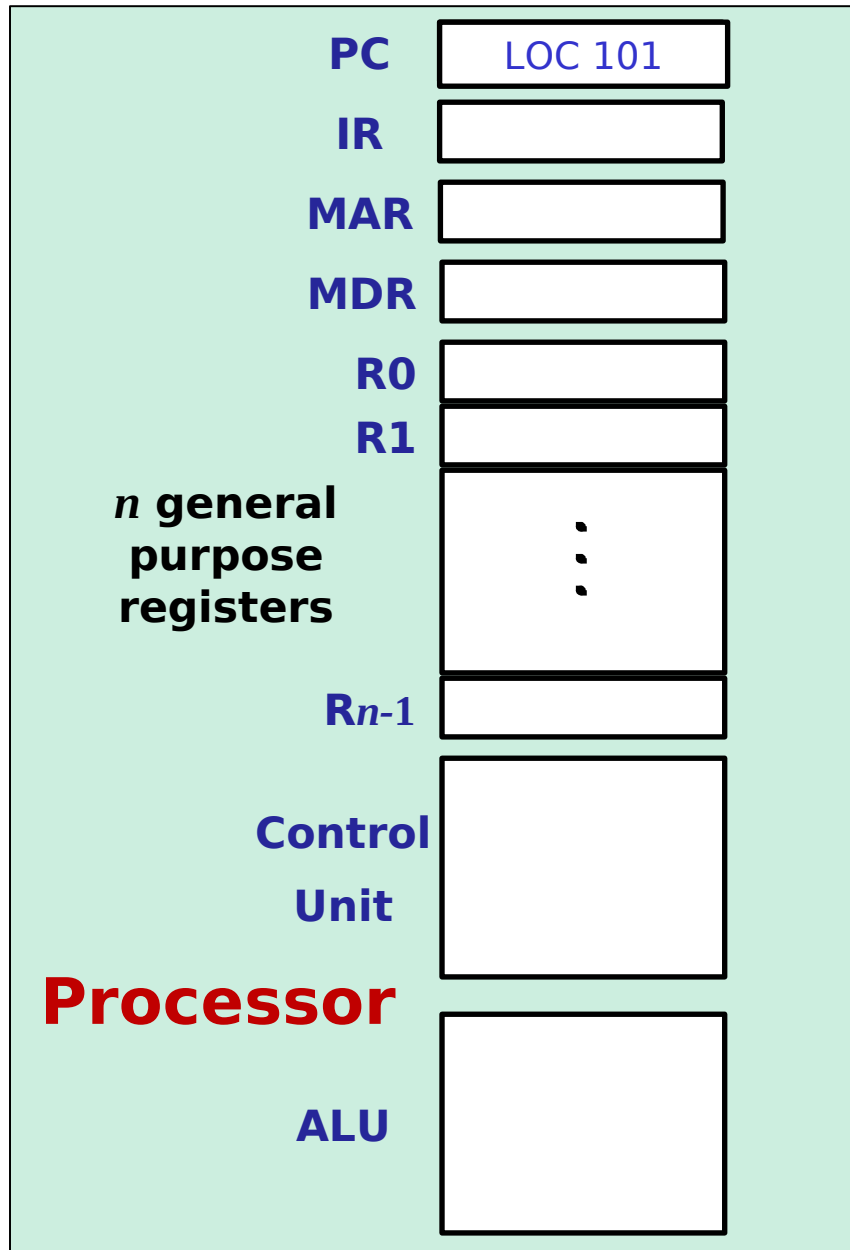 PC LOC 101
IR
MAR
MDR
R0
R1
n general
purpose
registers
Rn-1
Control
Unit
Processor
ALU